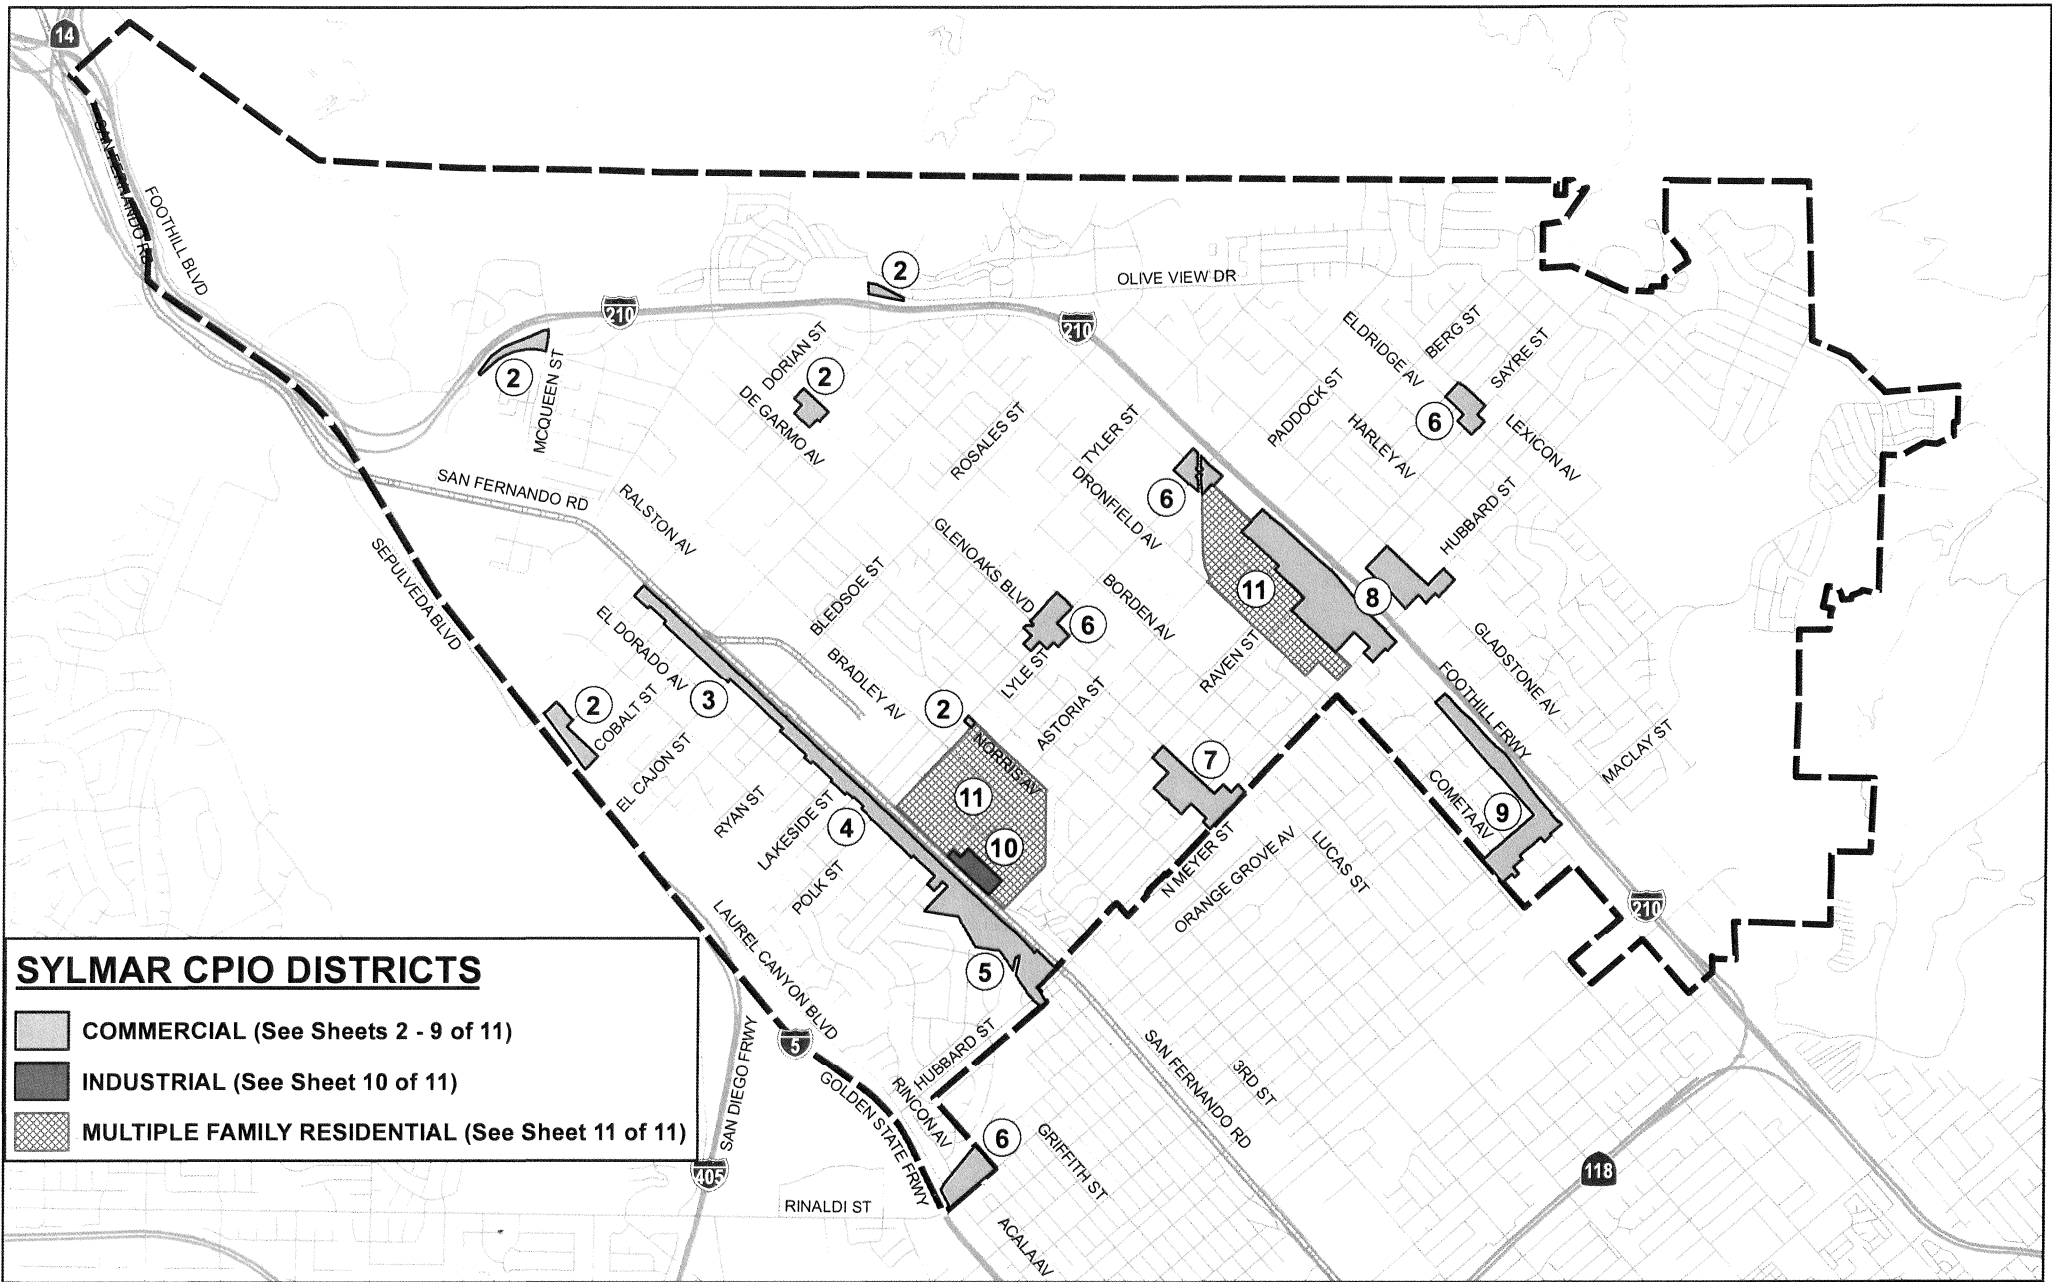 14
SAN FERNANDO RD
FOOTHILL BLVD
2
OLIVE VIEW DR
210
210
2
MCQUEEN ST
DORIAN ST
2
DE GARMO AV
ROSALES ST
TYLER ST
DRONFIELD AV
6
PADDOCK ST
HARLEY AV
ELDRIDGE AV
BERG ST
SAYRE ST
6
LEXICON AV
HUBBARD ST
SAN FERNANDO RD
RALSTON AV
SEPULVEDA BLVD
BLEDSOE ST
GLENOAKS BLVD
6
BORDEN AV
11
8
EL DORADO AV
3
BRADLEY AV
LYLE ST
ASTORIA ST
RAVEN ST
GLADSTONE AV
FOOTHILL FRWY
2
COBALT ST
EL CAJON ST
2
NORRIS AV
7
MACLAY ST
RYAN ST
LAKESIDE ST
4
11
10
COMETA AV
9
POLK ST
N MEYER ST
ORANGE GROVE AV
LUCAS ST
210
LAUREL CANYON BLVD
5
SYLMAR CPIO DISTRICTS
COMMERCIAL (See Sheets 2 - 9 of 11)
INDUSTRIAL (See Sheet 10 of 11)
MULTIPLE FAMILY RESIDENTIAL (See Sheet 11 of 11)
SAN DIEGO FRWY
5
HUBBARD ST
RINCON AV
GOLDEN STATE FRWY
SAN FERNANDO RD
3RD ST
6
GRIFFITH ST
405
118
RINALDI ST
ACALA AV